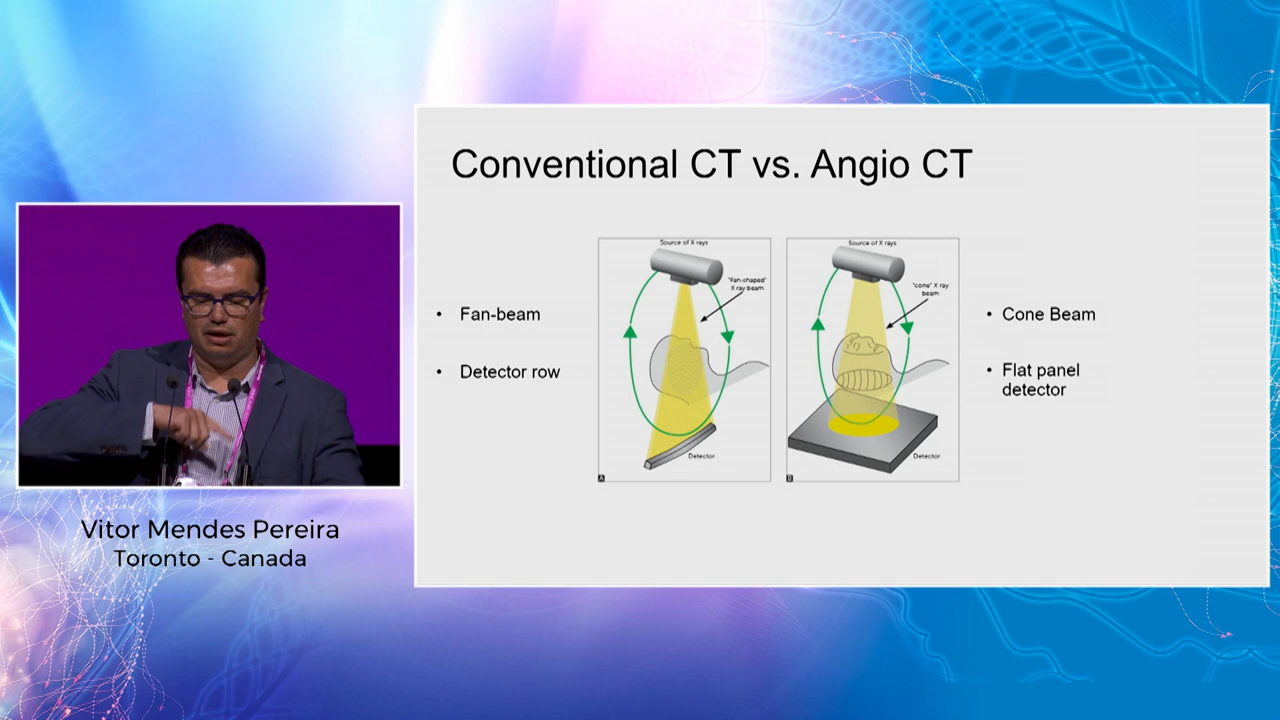 Conventional CT vs. Angio CT
• Fan-beam
• Detector row
Source of X rays
"Fan-shaped"
X ray beam
Detector
A
Source of X rays
"cone" X ray
beam
Detector
B
• Cone Beam
• Flat panel
detector
Vitor Mendes Pereira
Toronto - Canada